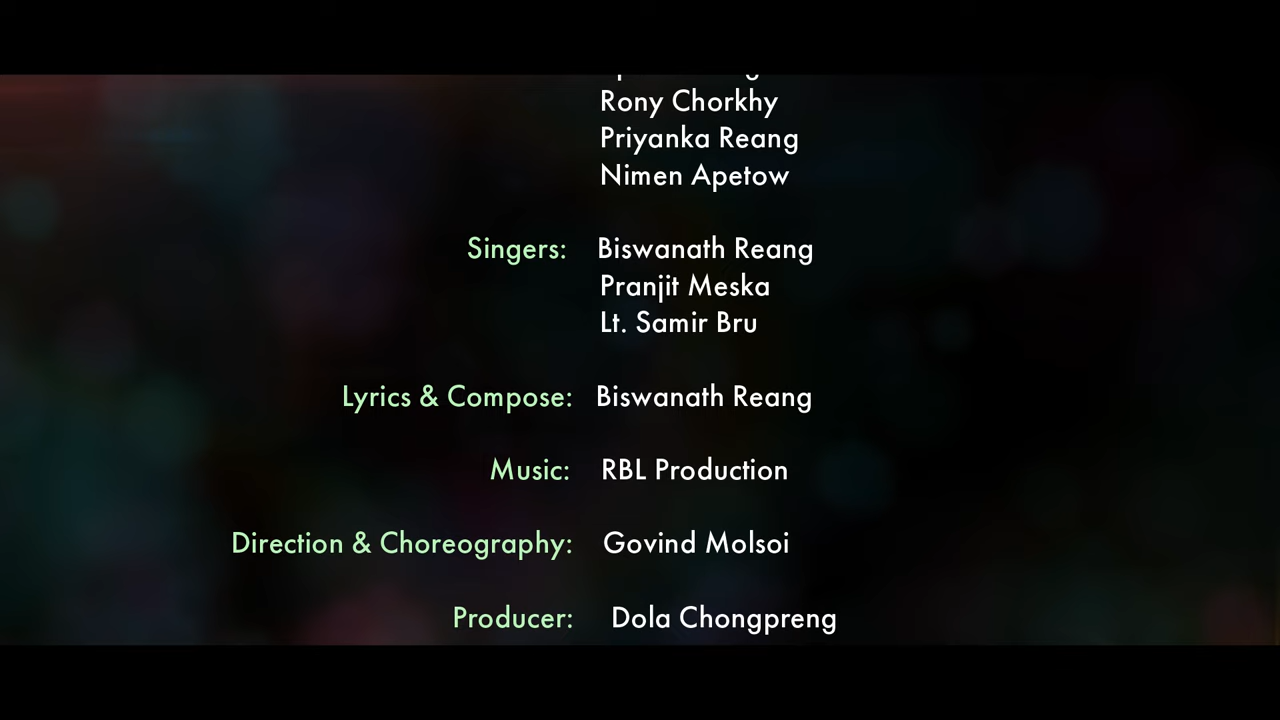 Rony Chorkhy
Priyanka Reang
Nimen Apetow
Singers: Biswanath Reang
Pranjit Meska
Lt. Samir Bru
Lyrics & Compose: Biswanath Reang
Music: RBL Production
Direction & Choreography: Govind Molsoi
Producer: Dola Chongpreng